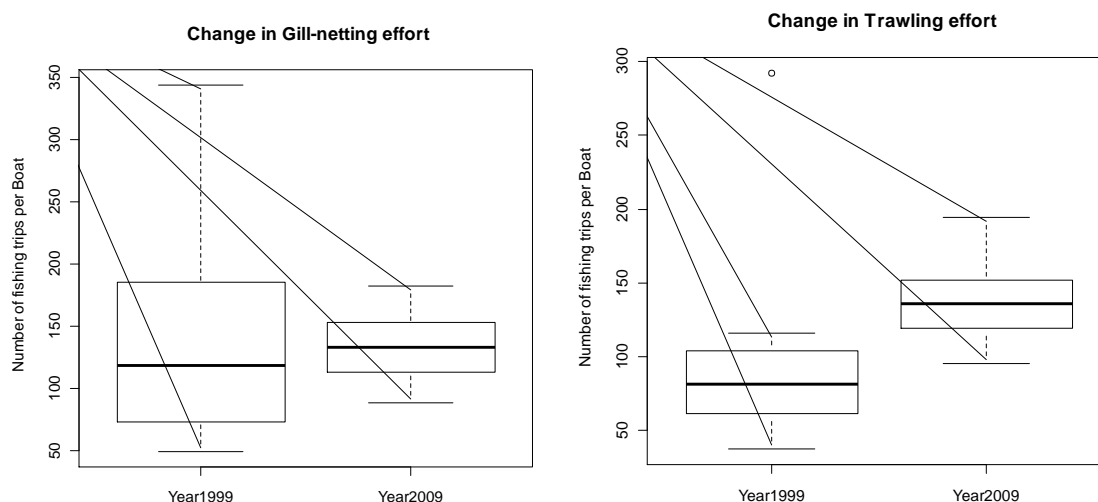 Change in Gill-netting effort
Number of fishing trips per Boat
350
300
250
200
150
100
50
Year1999 Year2009
Change in Trawling effort
Number of fishing trips per Boat
300
250
200
150
100
50
Year1999 Year2009